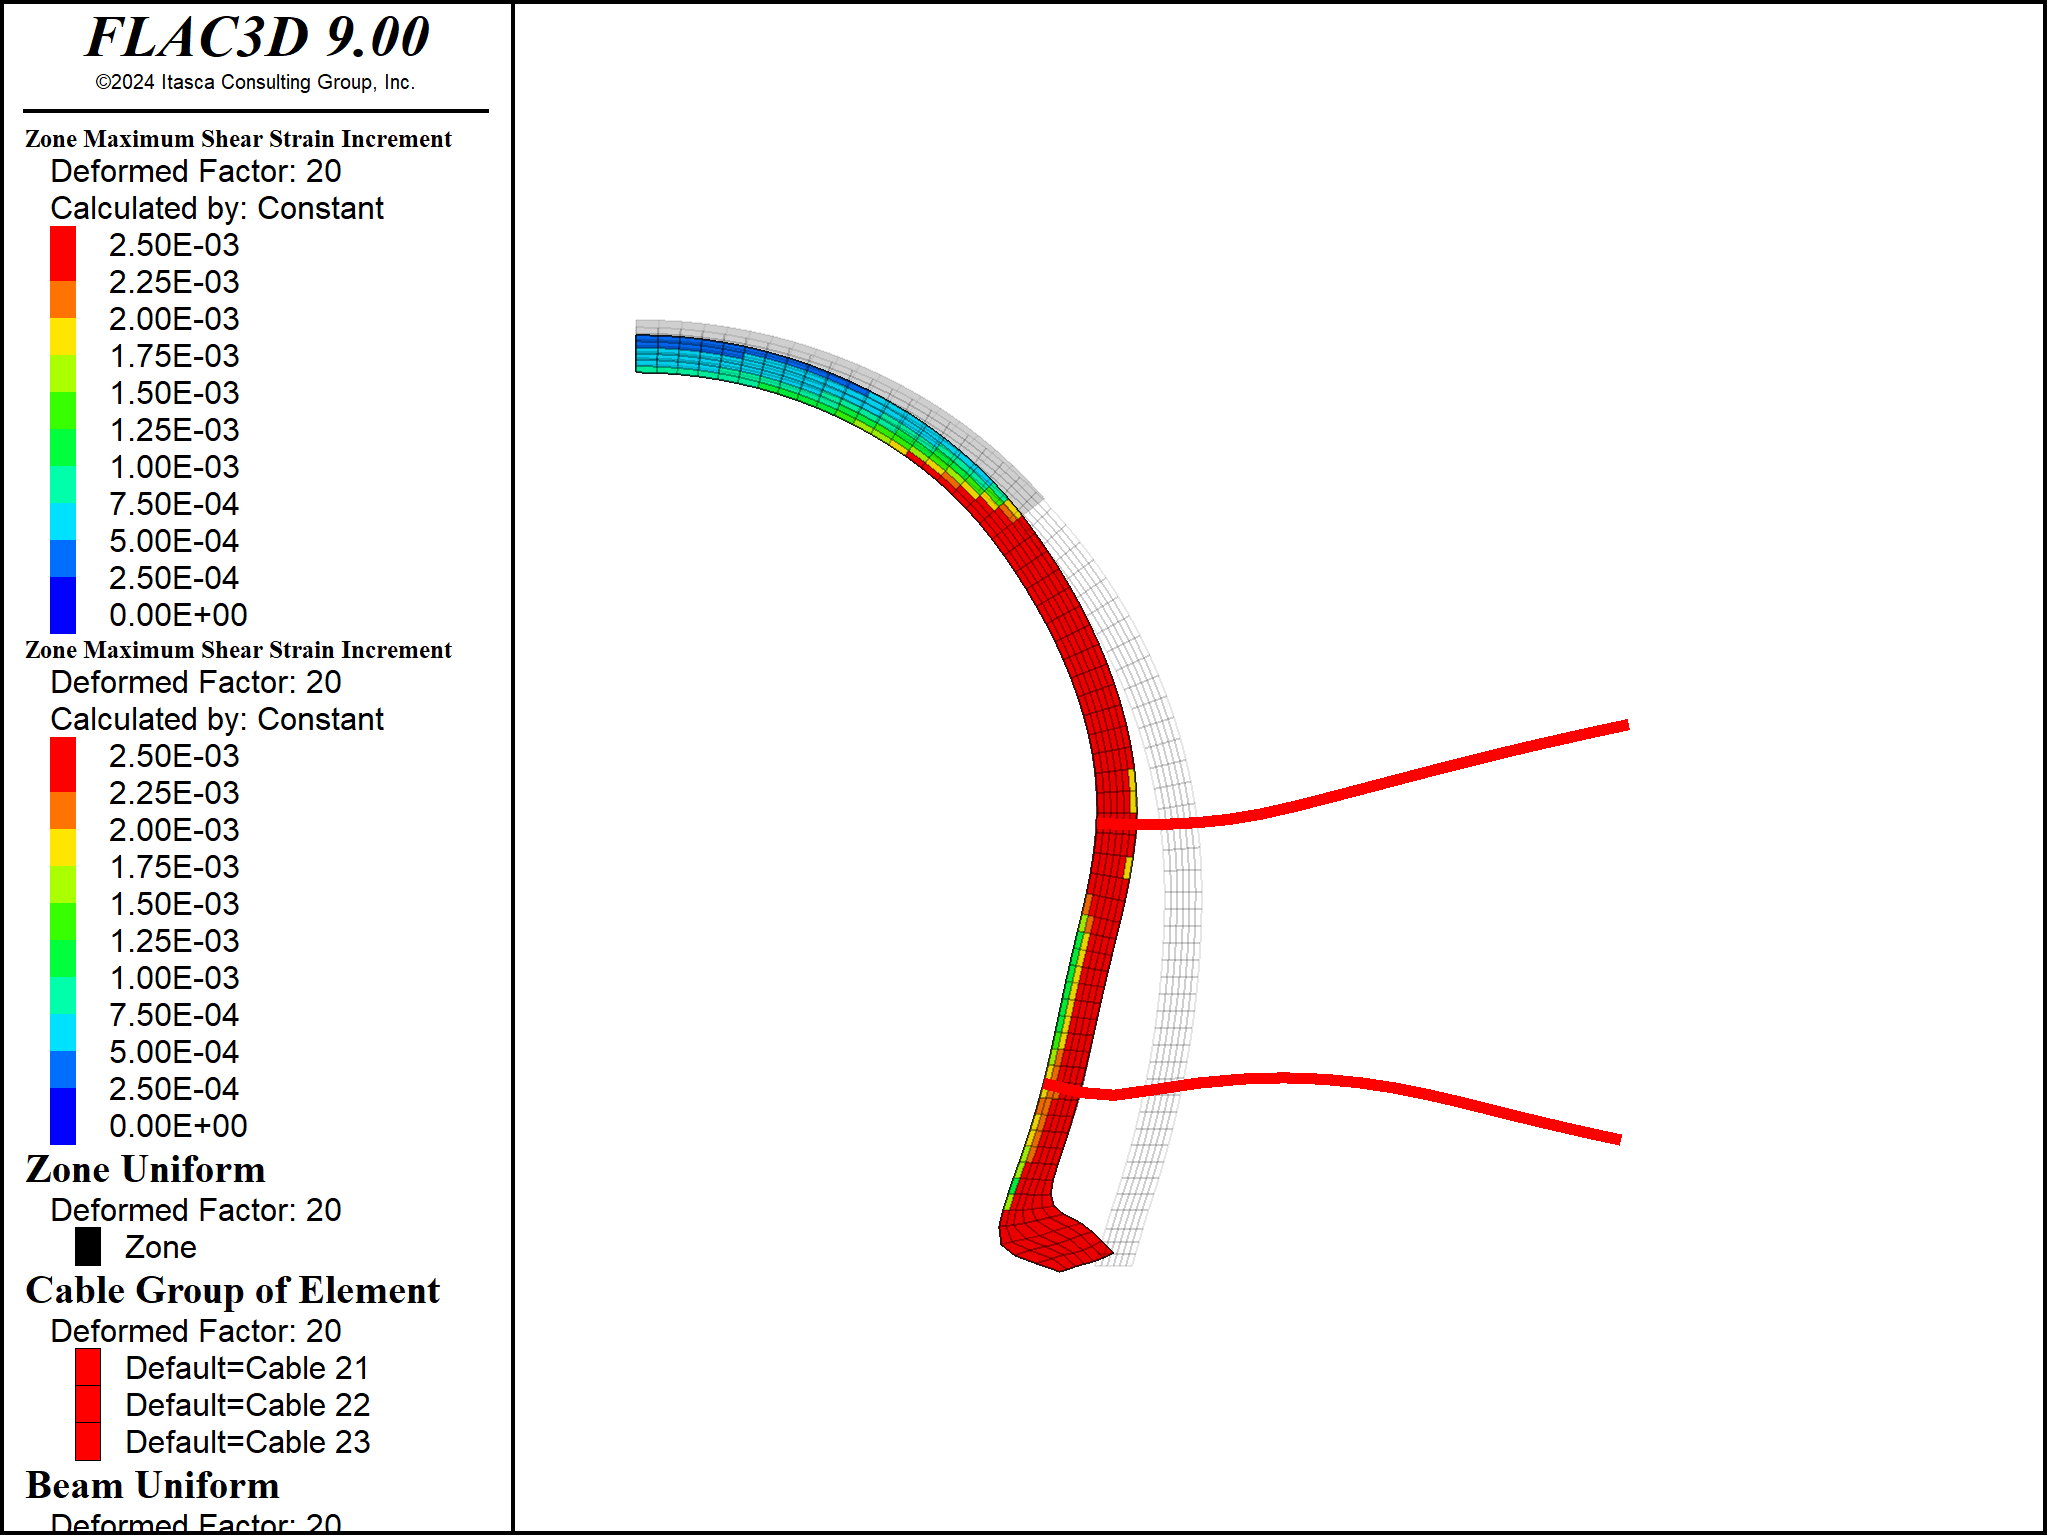 FLAC3D 9.00
©2024 Itasca Consulting Group, Inc.
Zone Maximum Shear Strain Increment
Deformed Factor: 20
Calculated by: Constant
2.50E-03
2.25E-03
2.00E-03
1.75E-03
1.50E-03
1.25E-03
1.00E-03
7.50E-04
5.00E-04
2.50E-04
0.00E+00
Zone Maximum Shear Strain Increment
Deformed Factor: 20
Calculated by: Constant
2.50E-03
2.25E-03
2.00E-03
1.75E-03
1.50E-03
1.25E-03
1.00E-03
7.50E-04
5.00E-04
2.50E-04
0.00E+00
Zone Uniform
Deformed Factor: 20
Zone
Cable Group of Element
Deformed Factor: 20
Default=Cable 21
Default=Cable 22
Default=Cable 23
Beam Uniform
Deformed Factor: 20